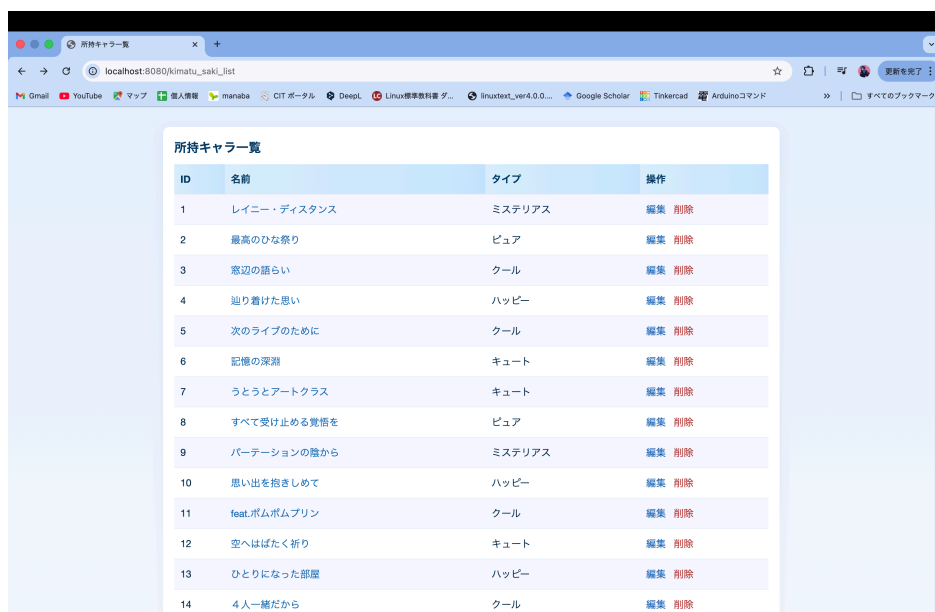 所持キャラ一覧
localhost:8080/kimatu_saki_list
更新を完了
Gmail YouTube マップ 個人情報 manaba CIT ポータル DeepL Linux標準教科書 ダ... linuxtext_ver4.0.0.... Google Scholar Tinkercad Arduinoコマンド » すべてのブックマーク
所持キャラ一覧
ID 名前 タイプ 操作
1 レイニー・ディスタンス ミステリアス 編集 削除
2 最高のひな祭り ピュア 編集 削除
3 窓辺の語らい クール 編集 削除
4 辿り着けた思い ハッピー 編集 削除
5 次のライブのために クール 編集 削除
6 記憶の深淵 キュート 編集 削除
7 うとうとアートクラス キュート 編集 削除
8 すべて受け止める覚悟を ピュア 編集 削除
9 パーテーションの陰から ミステリアス 編集 削除
10 思い出を抱きしめて ハッピー 編集 削除
11 feat.ポムポムプリン クール 編集 削除
12 空へはばたく祈り キュート 編集 削除
13 ひとりになった部屋 ハッピー 編集 削除
14 4人一緒だから クール 編集 削除